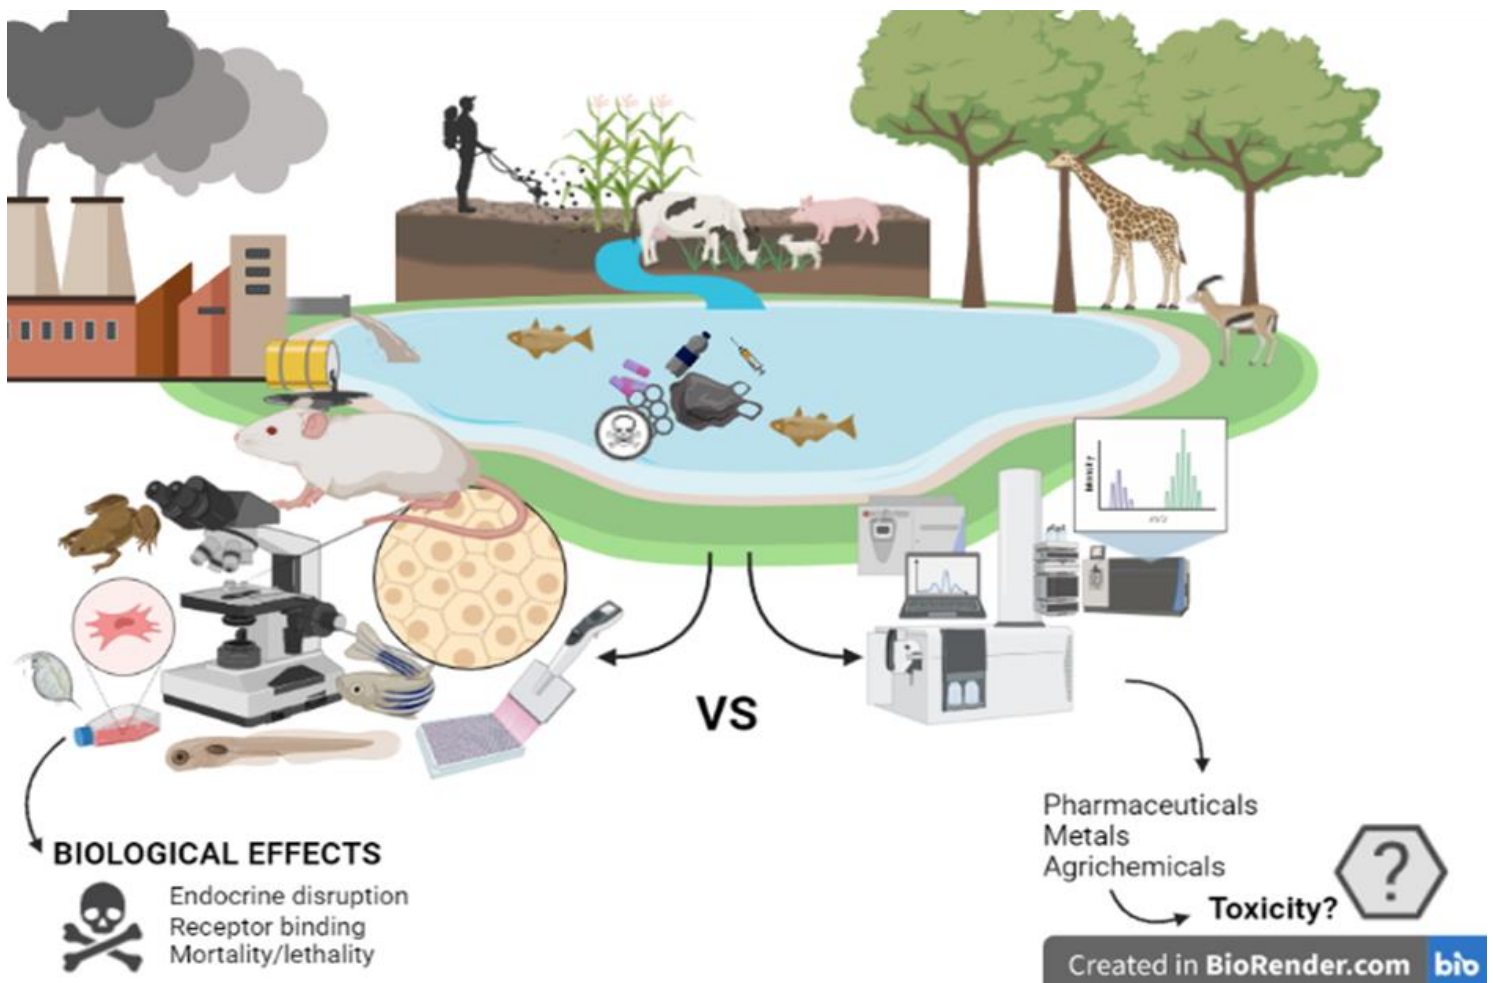 VS
BIOLOGICAL EFFECTS
Endocrine disruption
Receptor binding
Mortality/lethality
Pharmaceuticals
Metals
Agrichemicals
Toxicity?
?
Created in BioRender.com bio